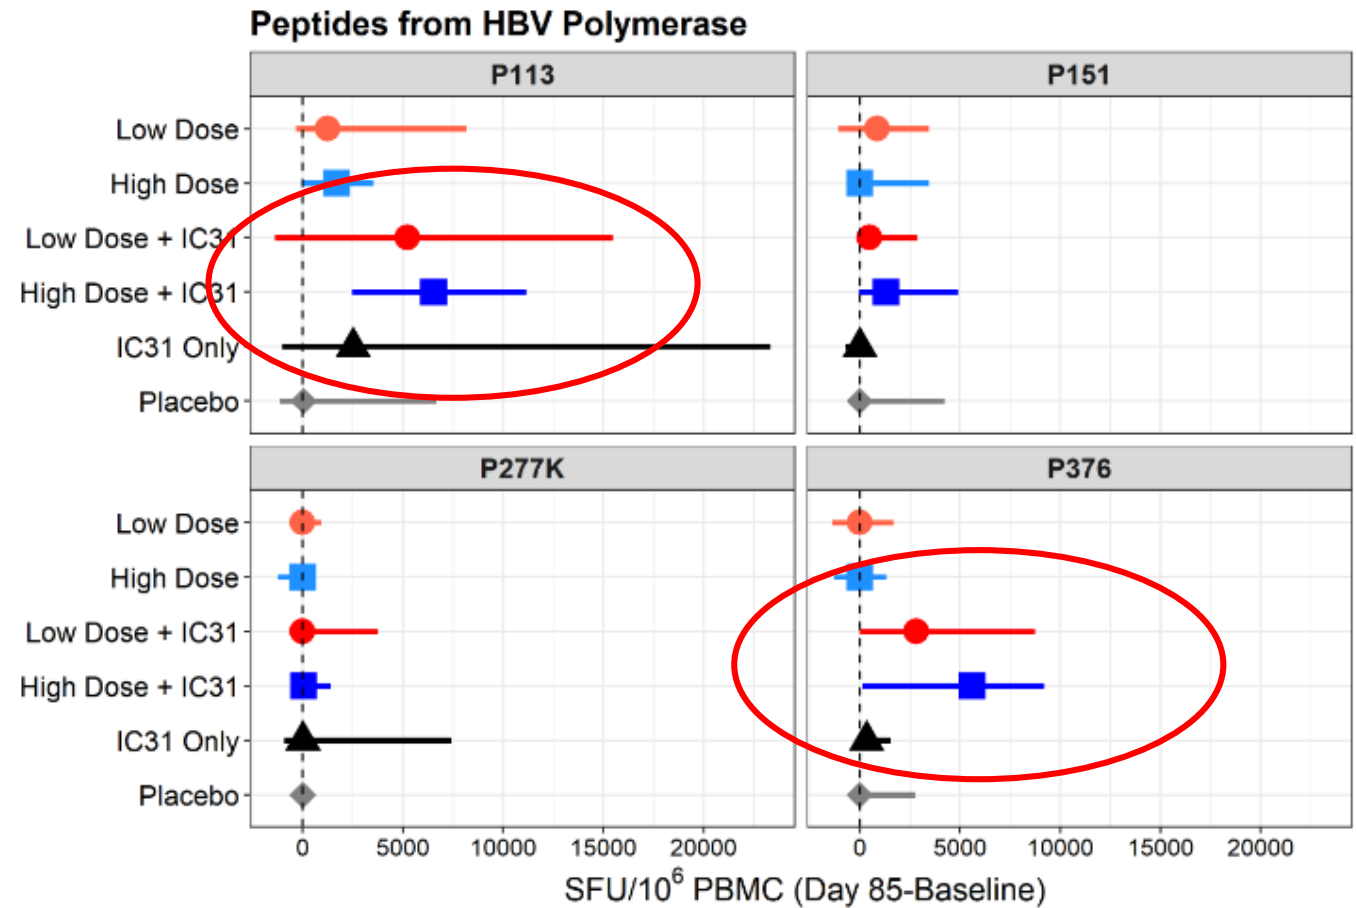 Peptides from HBV Polymerase
P113
P151
Low Dose
High Dose
Low Dose + IC31
High Dose + IC31
IC31 Only
Placebo
P277K
P376
Low Dose
High Dose
Low Dose + IC31
High Dose + IC31
IC31 Only
Placebo
0 5000 10000 15000 20000
0 5000 10000 15000 20000
SFU/10⁶ PBMC (Day 85-Baseline)